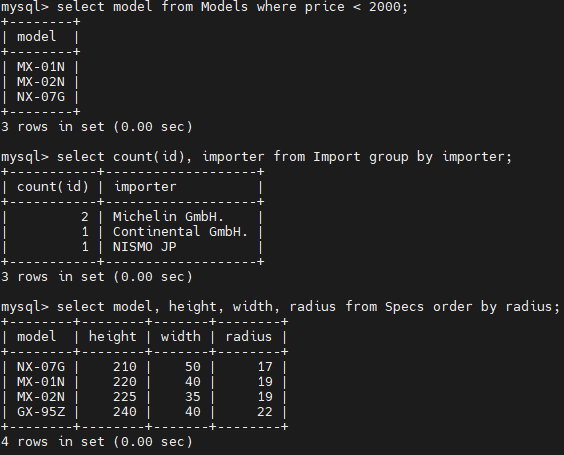 mysql> select model from Models where price < 2000;
+--------+
| model  |
+--------+
| MX-01N |
| MX-02N |
| NX-07G |
+--------+
3 rows in set (0.00 sec)
mysql> select count(id), importer from Import group by importer;
+-----------+-------------------+
| count(id) | importer          |
+-----------+-------------------+
|         2 | Michelin GmbH.    |
|         1 | Continental GmbH. |
|         1 | NISMO JP          |
+-----------+-------------------+
3 rows in set (0.00 sec)
mysql> select model, height, width, radius from Specs order by radius;
+--------+--------+-------+--------+
| model  | height | width | radius |
+--------+--------+-------+--------+
| NX-07G |    210 |    50 |     17 |
| MX-01N |    220 |    40 |     19 |
| MX-02N |    225 |    35 |     19 |
| GX-95Z |    240 |    40 |     22 |
+--------+--------+-------+--------+
4 rows in set (0.00 sec)